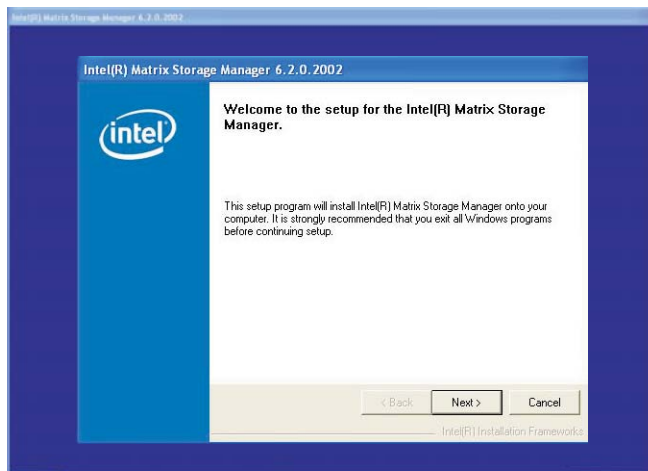 Intel(R) Matrix Storage Manager 6.2.0.2002
Intel(R) Matrix Storage Manager 6.2.0.2002
intel
Welcome to the setup for the Intel(R) Matrix Storage
Manager.
This setup program will install Intel(R) Matrix Storage Manager onto your
computer. It is strongly recommended that you exit all Windows programs
before continuing setup.
< Back
Next >
Cancel
Intel(R) Installation Frameworks